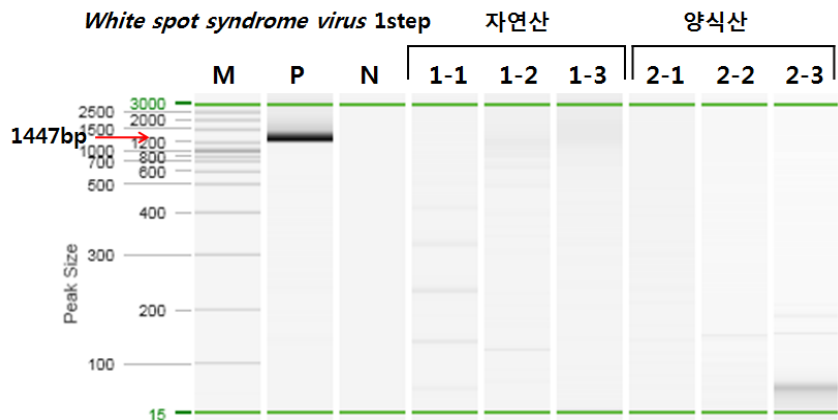 White spot syndrome virus 1step
자연산
양식산
M P N 1-1 1-2 1-3 2-1 2-2 2-3
3000
2500
2000
1500
1447bp
1200
1000
800
700
600
500
400
300
200
100
15
Peak Size